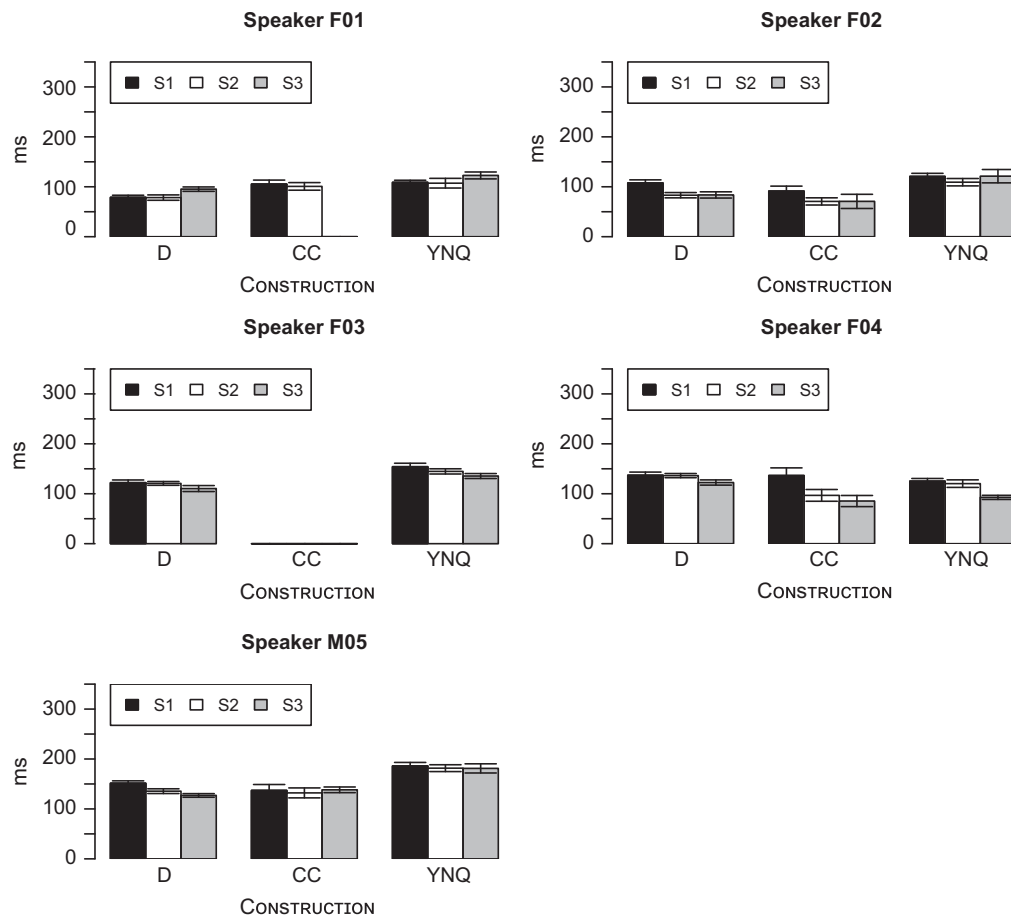 Speaker F01
ms
300
200
100
0
S1 S2 S3
D CC YNQ
CONSTRUCTION
Speaker F02
ms
300
200
100
0
S1 S2 S3
D CC YNQ
CONSTRUCTION
Speaker F03
ms
300
200
100
0
S1 S2 S3
D CC YNQ
CONSTRUCTION
Speaker F04
ms
300
200
100
0
S1 S2 S3
D CC YNQ
CONSTRUCTION
Speaker M05
ms
300
200
100
0
S1 S2 S3
D CC YNQ
CONSTRUCTION